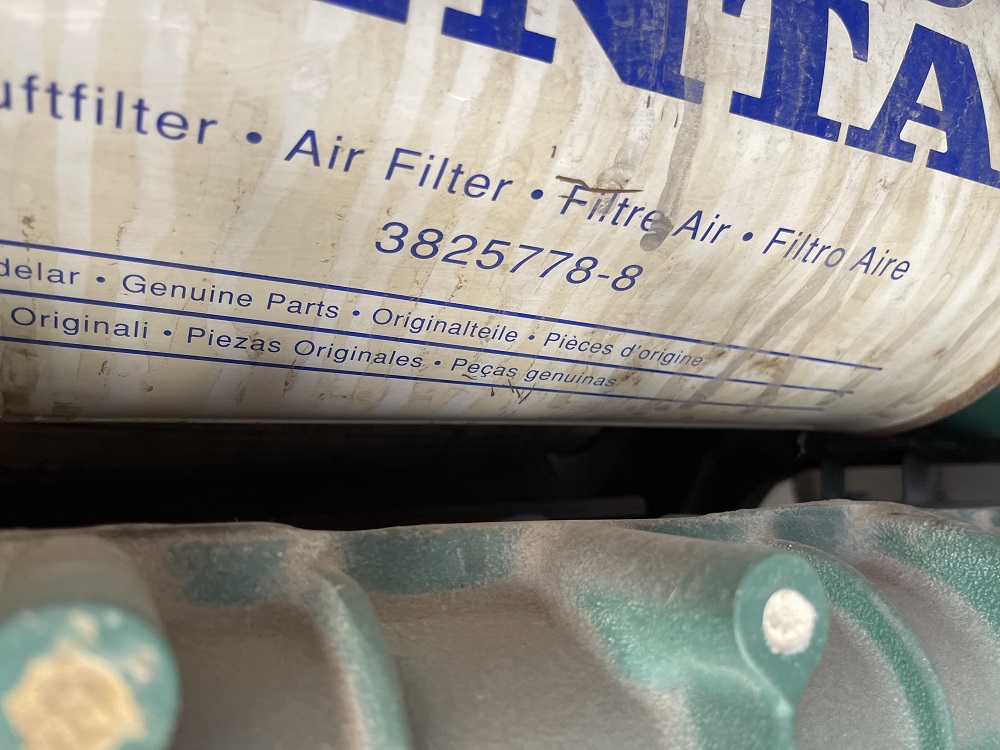 NTA
uftfilter • Air Filter • Filtre Air • Filtro Aire
3825778-8
delar • Genuine Parts • Originalteile • Pièces d'origine
Originali • Piezas Originales • Peças genuinas